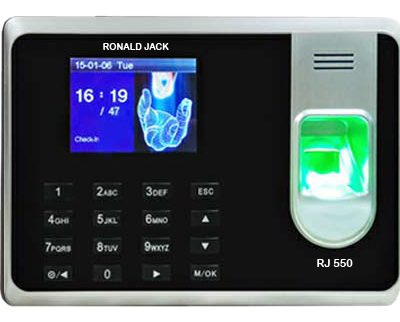 RONALD JACK
15-01-06 Tue
16 : 19
/ 47
Check-In
1 2ABC 3DEF ESC
4GHI 5JKL 6MNO ▲
7PQRS 8TUV 9WXYZ ▼
⊘/◀ 0 ▶ M/OK
RJ 550